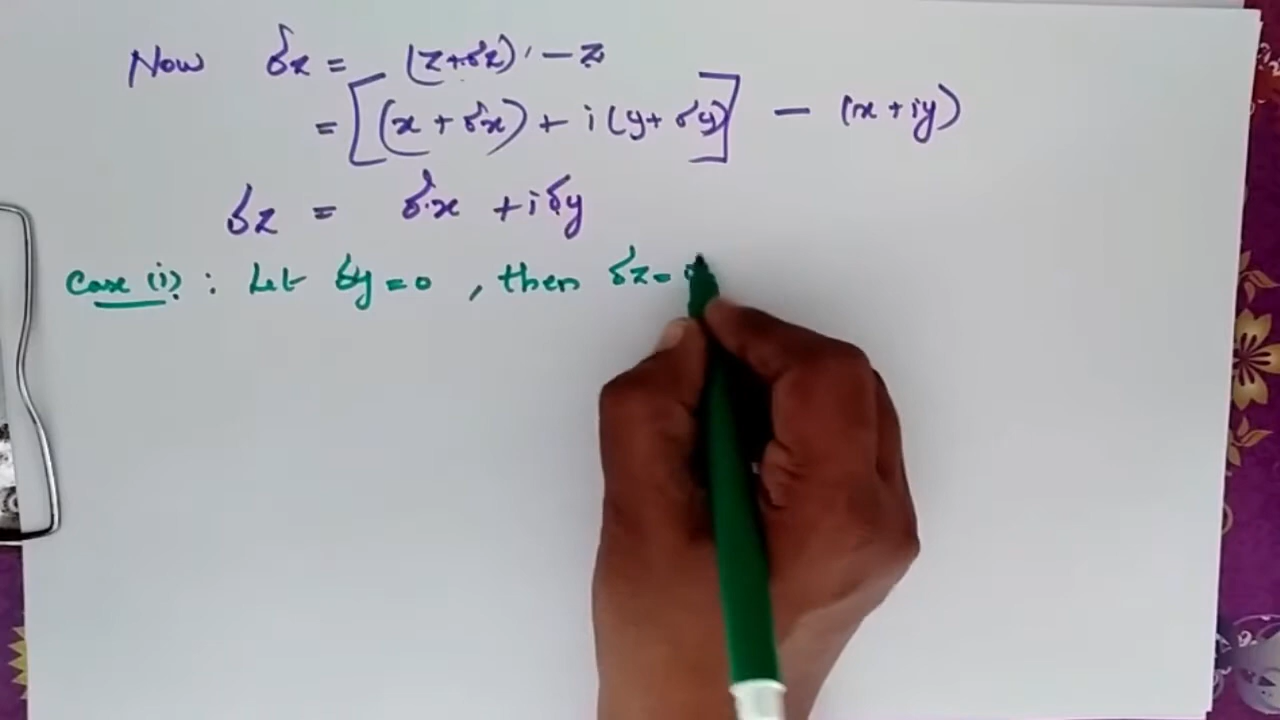 Now δz = (z+δz) - z
= [(x + δx) + i(y+ δy)] - (x + iy)
δz = δx + iδy
Case (i) : Let δy = 0 , then δz =